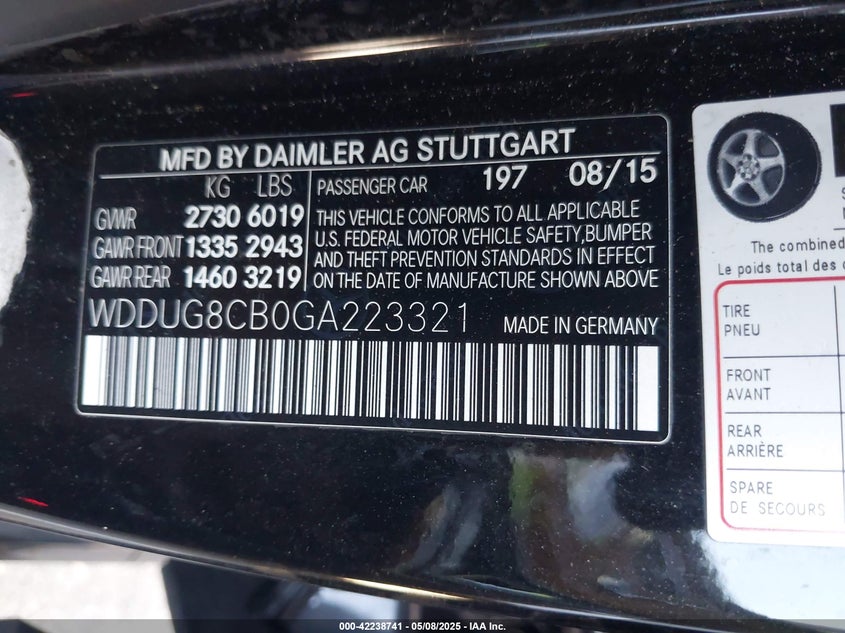 MFD BY DAIMLER AG STUTTGART
KG LBS
GVWR 2730 6019
GAWR FRONT 1335 2943
GAWR REAR 1460 3219
PASSENGER CAR 197 08/15
THIS VEHICLE CONFORMS TO ALL APPLICABLE
U.S. FEDERAL MOTOR VEHICLE SAFETY,BUMPER
AND THEFT PREVENTION STANDARDS IN EFFECT
ON THE DATE OF MANUFACTURE SHOWN ABOVE
WDDUG8CB0GA223321 MADE IN GERMANY
The combined
Le poids total des
TIRE
PNEU
FRONT
AVANT
REAR
ARRIÈRE
SPARE
DE SECOURS
000-42238741 - 05/08/2025 - IAA Inc.